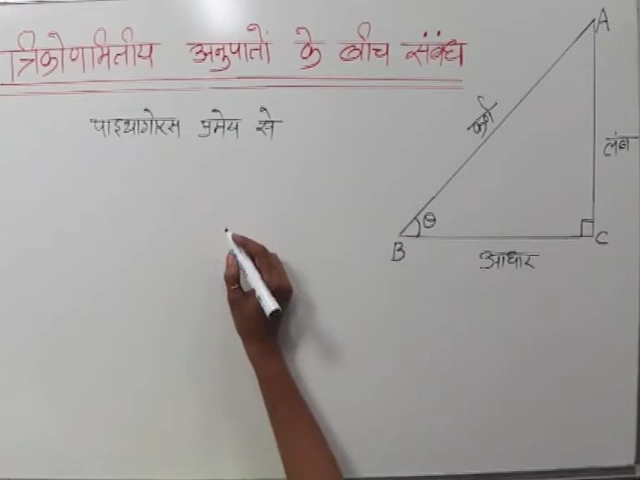 त्रिकोणमितीय अनुपातों के बीच संबंध
पाइथागोरस प्रमेय से
A
कर्ण
लंब
θ
B
C
आधार